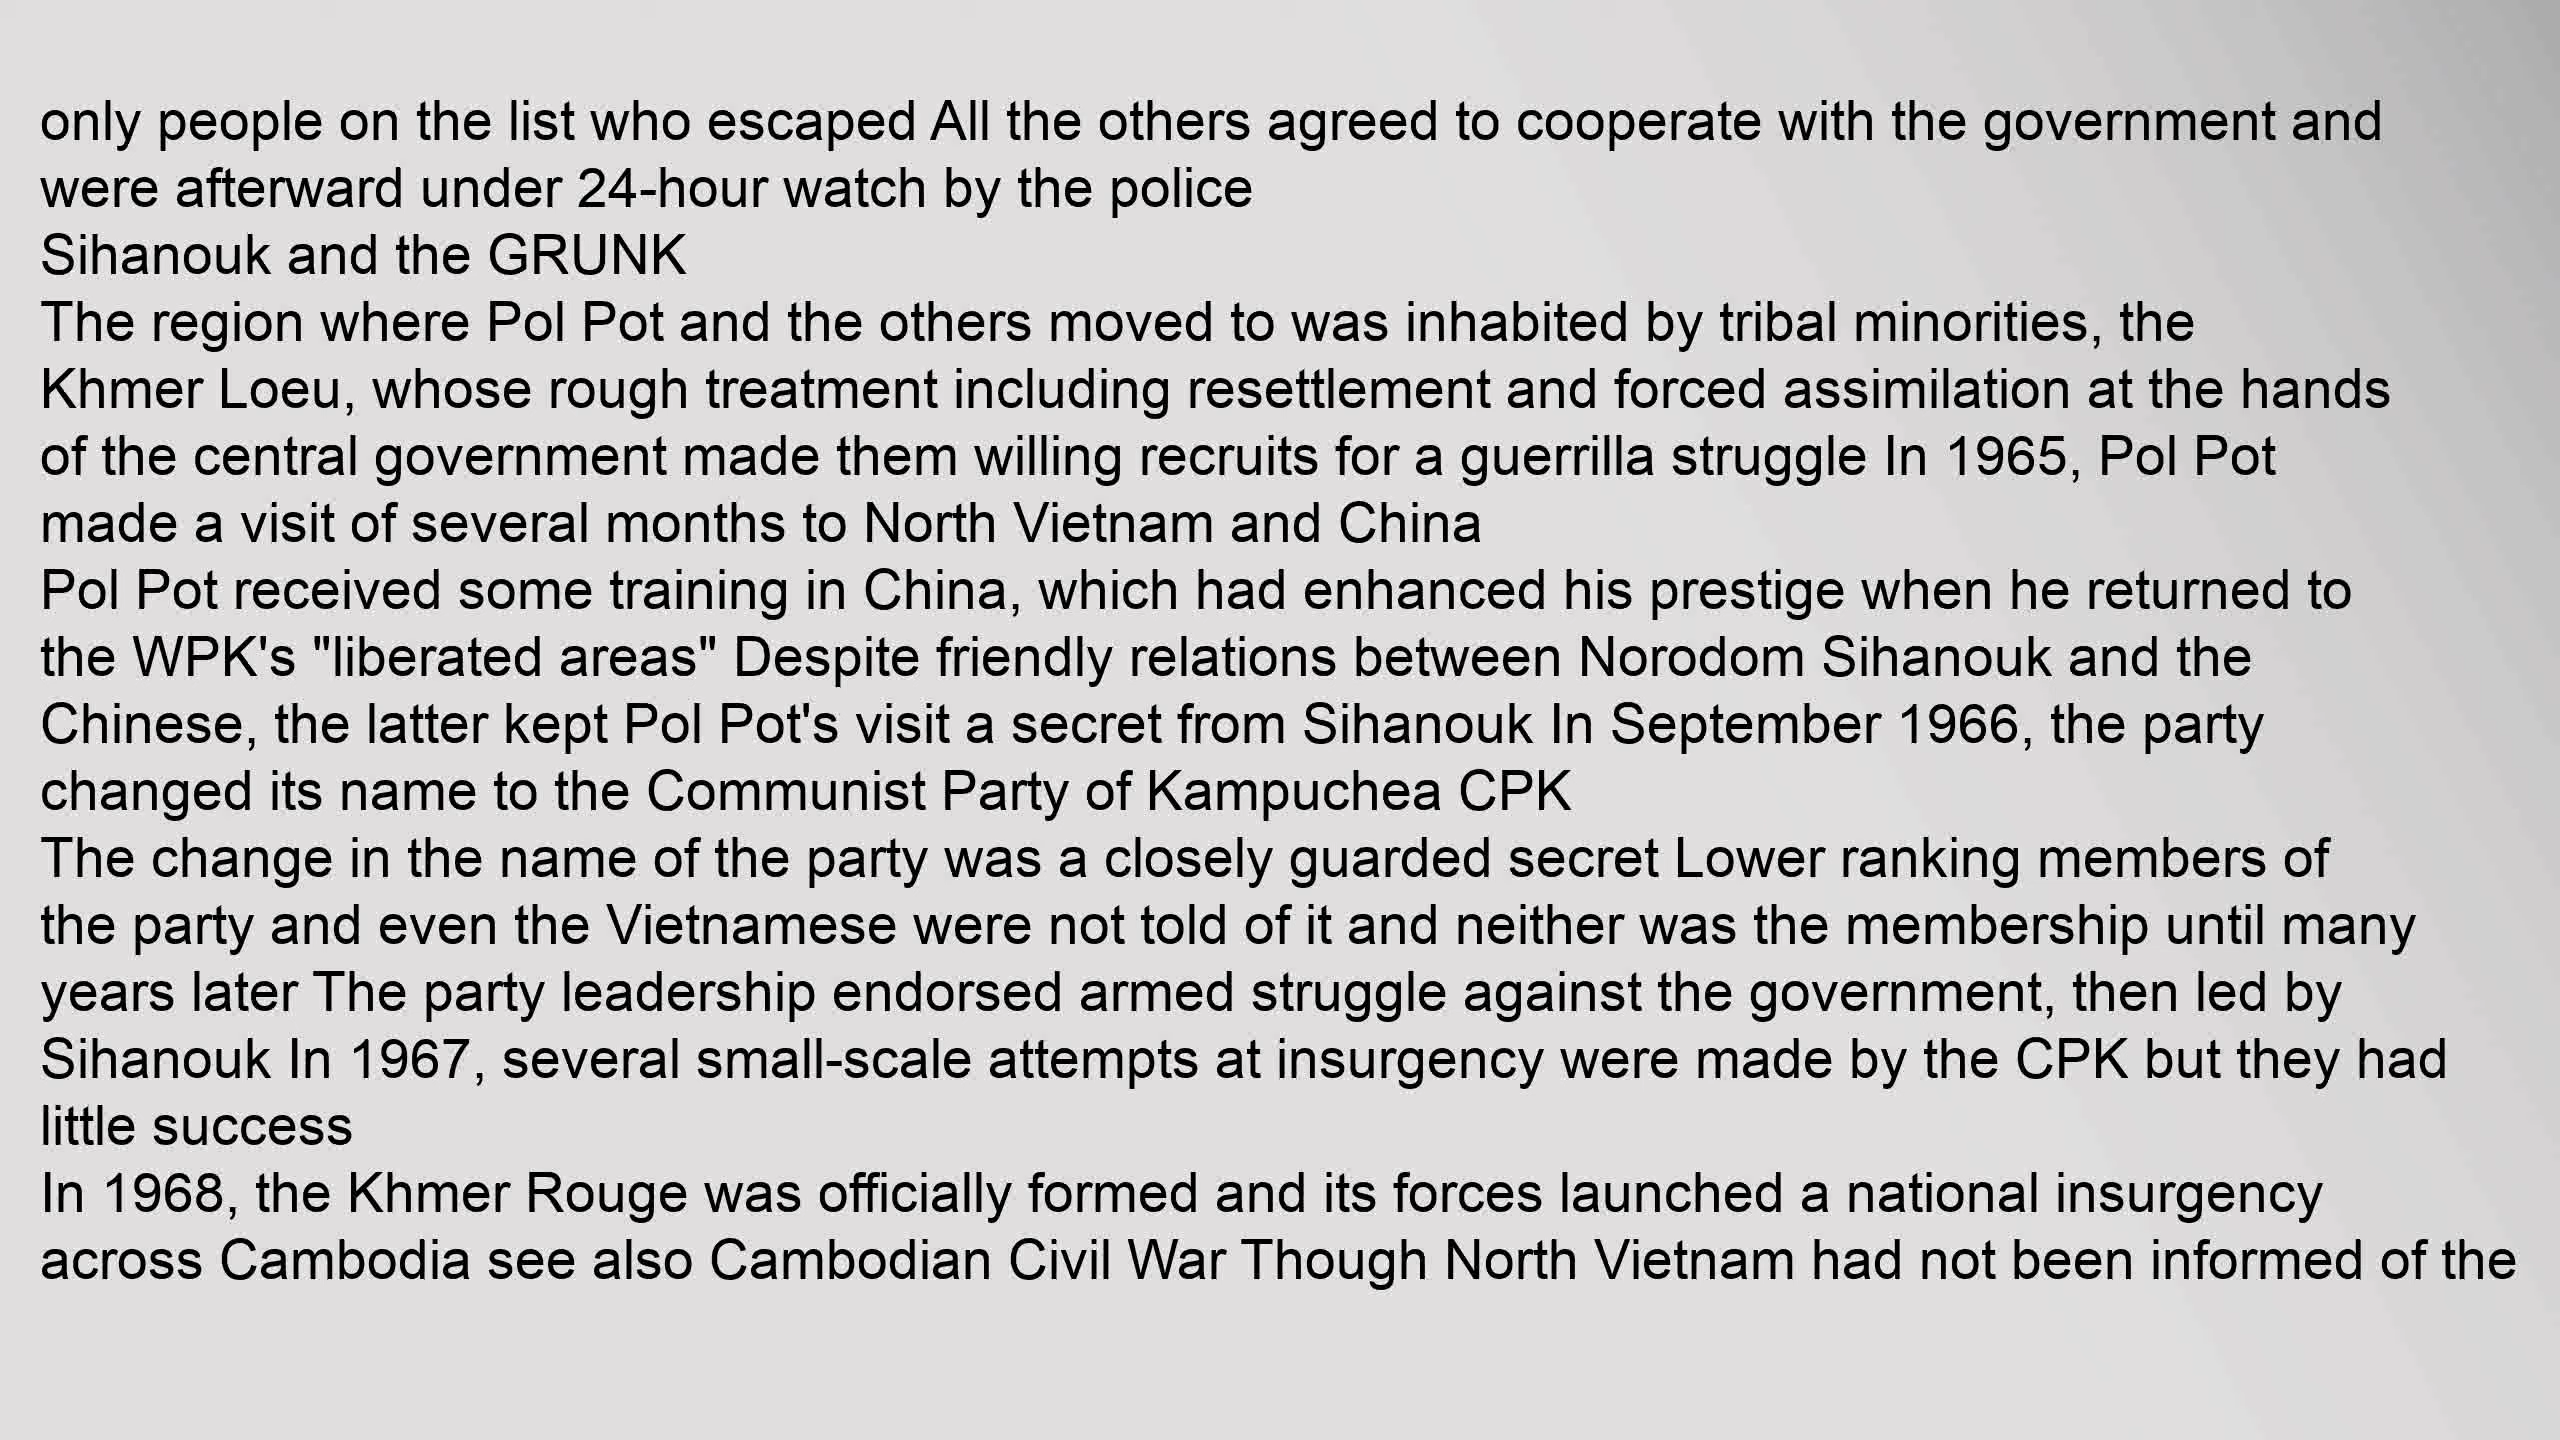 only people on the list who escaped All the others agreed to cooperate with the government and
were afterward under 24-hour watch by the police
Sihanouk and the GRUNK
The region where Pol Pot and the others moved to was inhabited by tribal minorities, the
Khmer Loeu, whose rough treatment including resettlement and forced assimilation at the hands
of the central government made them willing recruits for a guerrilla struggle In 1965, Pol Pot
made a visit of several months to North Vietnam and China
Pol Pot received some training in China, which had enhanced his prestige when he returned to
the WPK's "liberated areas" Despite friendly relations between Norodom Sihanouk and the
Chinese, the latter kept Pol Pot's visit a secret from Sihanouk In September 1966, the party
changed its name to the Communist Party of Kampuchea CPK
The change in the name of the party was a closely guarded secret Lower ranking members of
the party and even the Vietnamese were not told of it and neither was the membership until many
years later The party leadership endorsed armed struggle against the government, then led by
Sihanouk In 1967, several small-scale attempts at insurgency were made by the CPK but they had
little success
In 1968, the Khmer Rouge was officially formed and its forces launched a national insurgency
across Cambodia see also Cambodian Civil War Though North Vietnam had not been informed of the